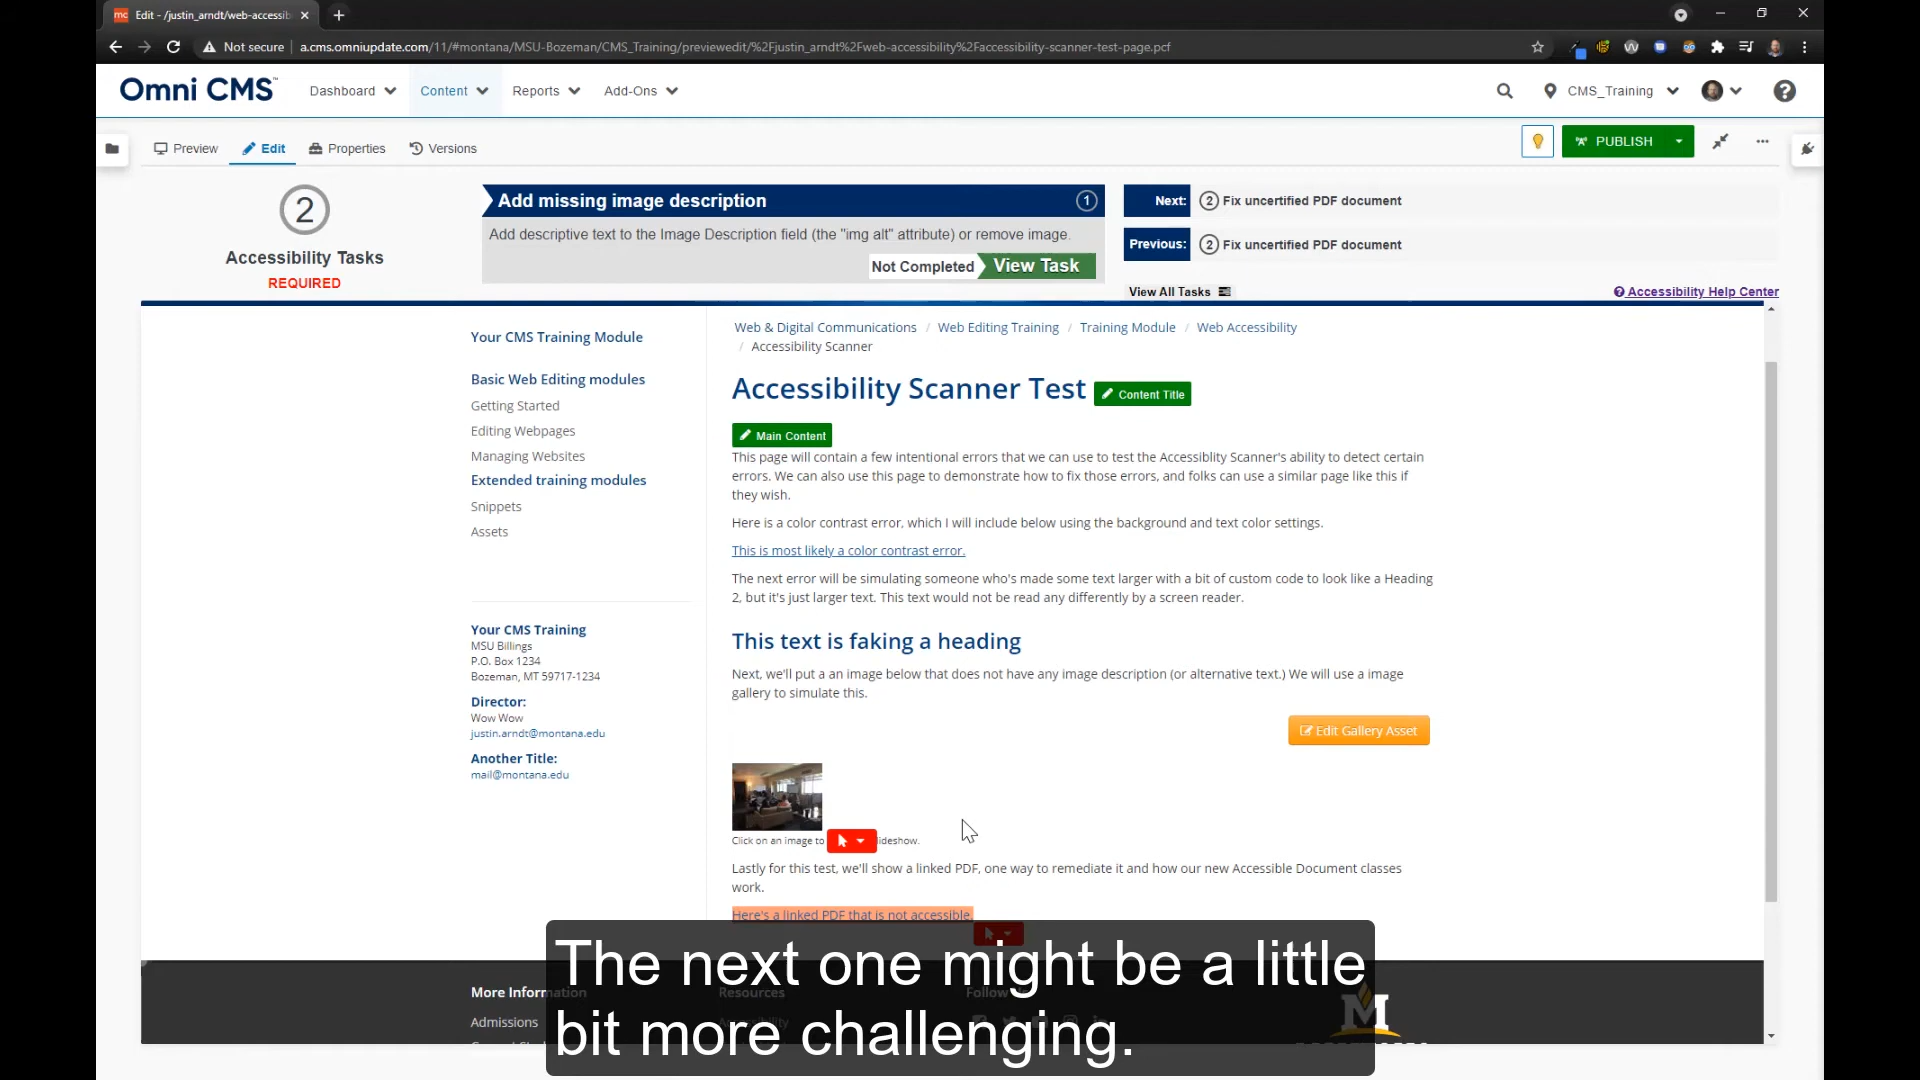 Edit - /justin_arndt/web-accessib
Not secure
a.cms.omniupdate.com/11/#montana/MSU-Bozeman/CMS_Training/previewedit/%2Fjustin_arndt%2Fweb-accessibility%2Faccessibility-scanner-test-page.pcf
Omni CMS
Dashboard
Content
Reports
Add-Ons
CMS_Training
Preview
Edit
Properties
Versions
PUBLISH
2
Accessibility Tasks
REQUIRED
Add missing image description
1
Add descriptive text to the Image Description field (the "img alt" attribute) or remove image.
Not Completed
View Task
Next:
2 Fix uncertified PDF document
Previous:
2 Fix uncertified PDF document
View All Tasks
Accessibility Help Center
Your CMS Training Module
Basic Web Editing modules
Getting Started
Editing Webpages
Managing Websites
Extended training modules
Snippets
Assets
Your CMS Training
MSU Billings
P.O. Box 1234
Bozeman, MT 59717-1234
Director:
Wow Wow
justin.arndt@montana.edu
Another Title:
mail@montana.edu
Web & Digital Communications / Web Editing Training / Training Module / Web Accessibility
/ Accessibility Scanner
Accessibility Scanner Test
Content Title
Main Content
This page will contain a few intentional errors that we can use to test the Accessiblity Scanner's ability to detect certain
errors. We can also use this page to demonstrate how to fix those errors, and folks can use a similar page like this if
they wish.
Here is a color contrast error, which I will include below using the background and text color settings.
This is most likely a color contrast error.
The next error will be simulating someone who's made some text larger with a bit of custom code to look like a Heading
2, but it's just larger text. This text would not be read any differently by a screen reader.
This text is faking a heading
Next, we'll put a an image below that does not have any image description (or alternative text.) We will use a image
gallery to simulate this.
Edit Gallery Asset
Click on an image to ideshow.
Lastly for this test, we'll show a linked PDF, one way to remediate it and how our new Accessible Document classes
work.
Here's a linked PDF that is not accessible.
More Information
Resources
Follow
Admissions
Accessibility
M
The next one might be a little
bit more challenging.